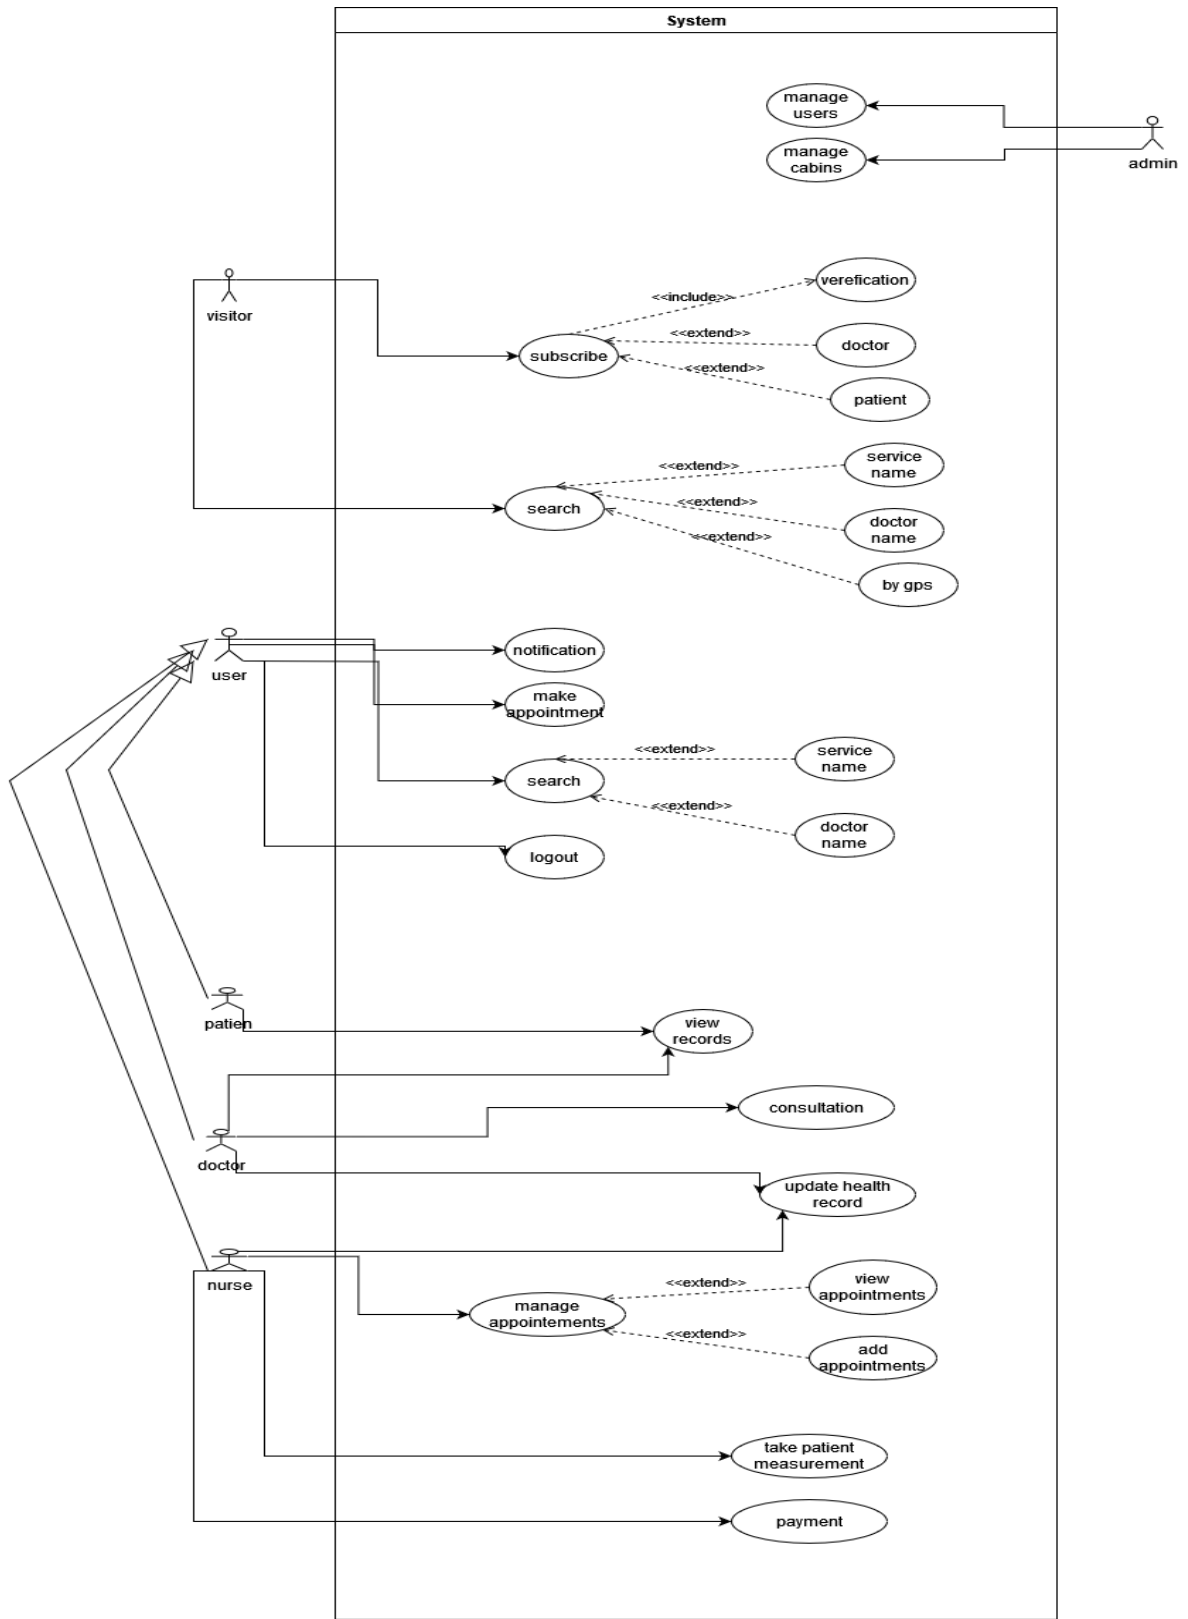 System
manage
users
manage
cabins
admin
visitor
verefication
<<include>>
<<extend>>
subscribe
doctor
<<extend>>
patient
service
name
<<extend>>
search
<<extend>>
doctor
name
<<extend>>
by gps
user
notification
make
appointment
<<extend>>
service
name
search
<<extend>>
doctor
name
logout
patien
view
records
consultation
doctor
update health
record
nurse
manage
appointements
<<extend>>
view
appointments
<<extend>>
add
appointments
take patient
measurement
payment